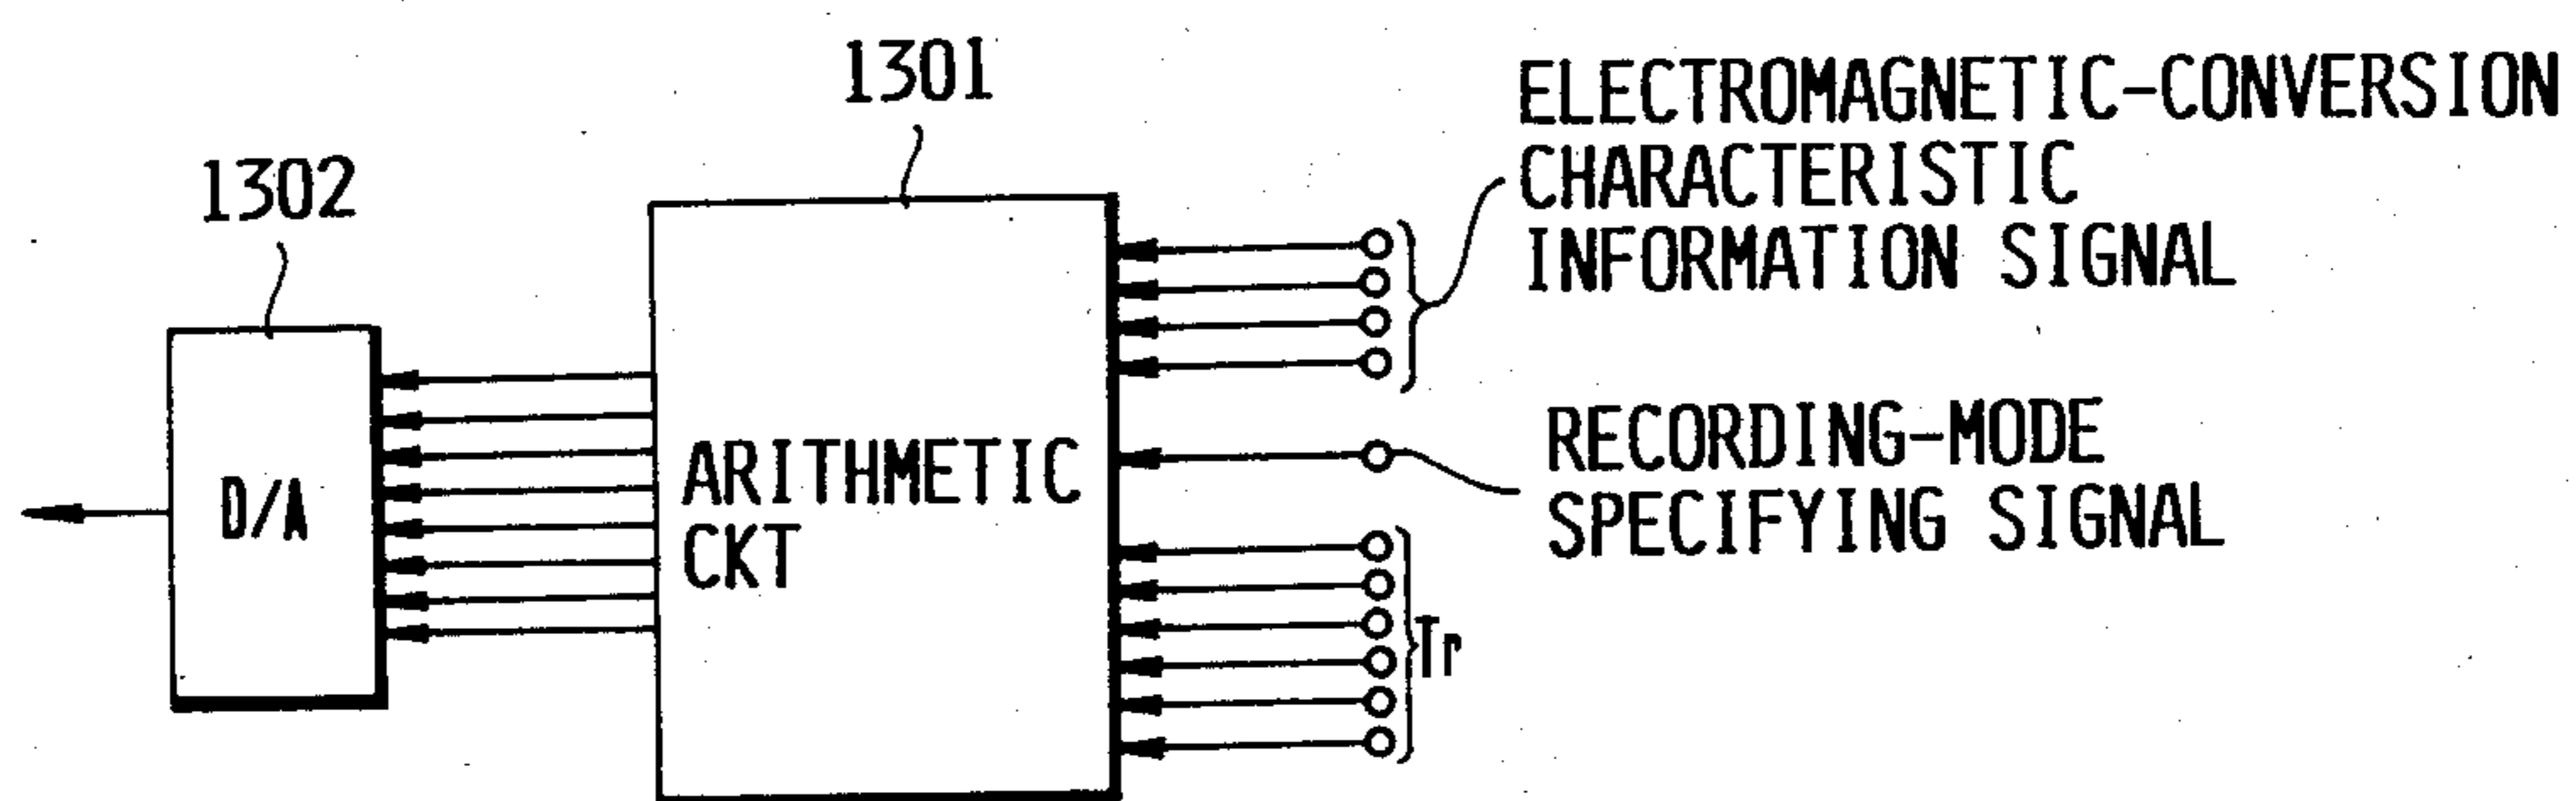 1301
1302
ELECTROMAGNETIC-CONVERSION
CHARACTERISTIC
INFORMATION SIGNAL
RECORDING-MODE
SPECIFYING SIGNAL
ARITHMETIC
CKT
D/A
Tr